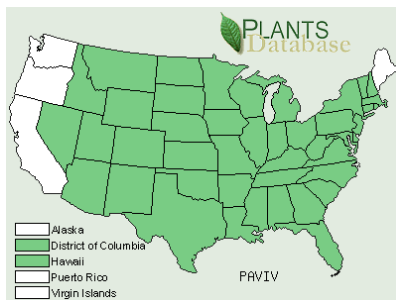 PLANTS
Database
Alaska
District of Columbia
Hawaii
Puerto Rico
Virgin Islands
PAVIV